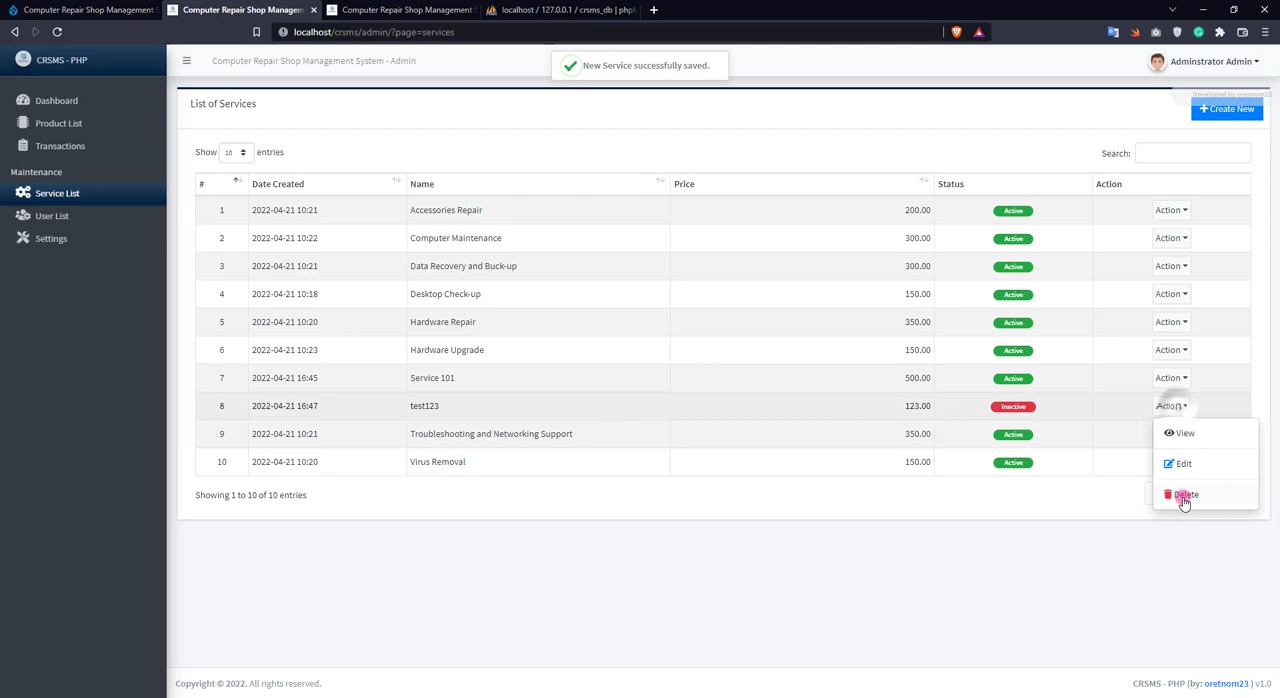 Computer Repair Shop Management S
Computer Repair Shop Managem
Computer Repair Shop Management S
localhost / 127.0.0.1 / crsms_db | php
localhost/crsms/admin/?page=services
CRSMS - PHP
Computer Repair Shop Management System - Admin
New Service successfully saved.
Adminstrator Admin
Developed by oretnom23
Dashboard
Product List
Transactions
Maintenance
Service List
User List
Settings
List of Services
Create New
Show 10 entries
Search:
# Date Created Name Price Status Action
1 2022-04-21 10:21 Accessories Repair 200.00 Active Action
2 2022-04-21 10:22 Computer Maintenance 300.00 Active Action
3 2022-04-21 10:21 Data Recovery and Buck-up 300.00 Active Action
4 2022-04-21 10:18 Desktop Check-up 150.00 Active Action
5 2022-04-21 10:20 Hardware Repair 350.00 Active Action
6 2022-04-21 10:23 Hardware Upgrade 150.00 Active Action
7 2022-04-21 16:45 Service 101 500.00 Active Action
8 2022-04-21 16:47 test123 123.00 Inactive Action
9 2022-04-21 10:21 Troubleshooting and Networking Support 350.00 Active
10 2022-04-21 10:20 Virus Removal 150.00 Active
View
Edit
Delete
Showing 1 to 10 of 10 entries
Copyright © 2022. All rights reserved.
CRSMS - PHP (by: oretnom23 ) v1.0